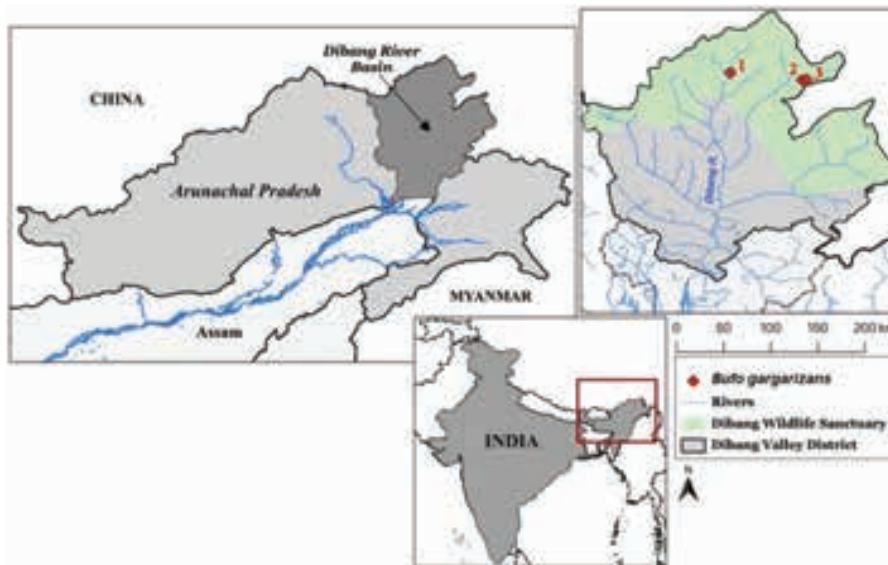 Dibang River
Basin
CHINA
Arunachal Pradesh
Assam
MYANMAR
1
2 3
Dibang R.
INDIA
0 50 100 150 200 km
Bufo gargarizans
Rivers
Dibang Wildlife Sanctuary
Dibang Valley District
N